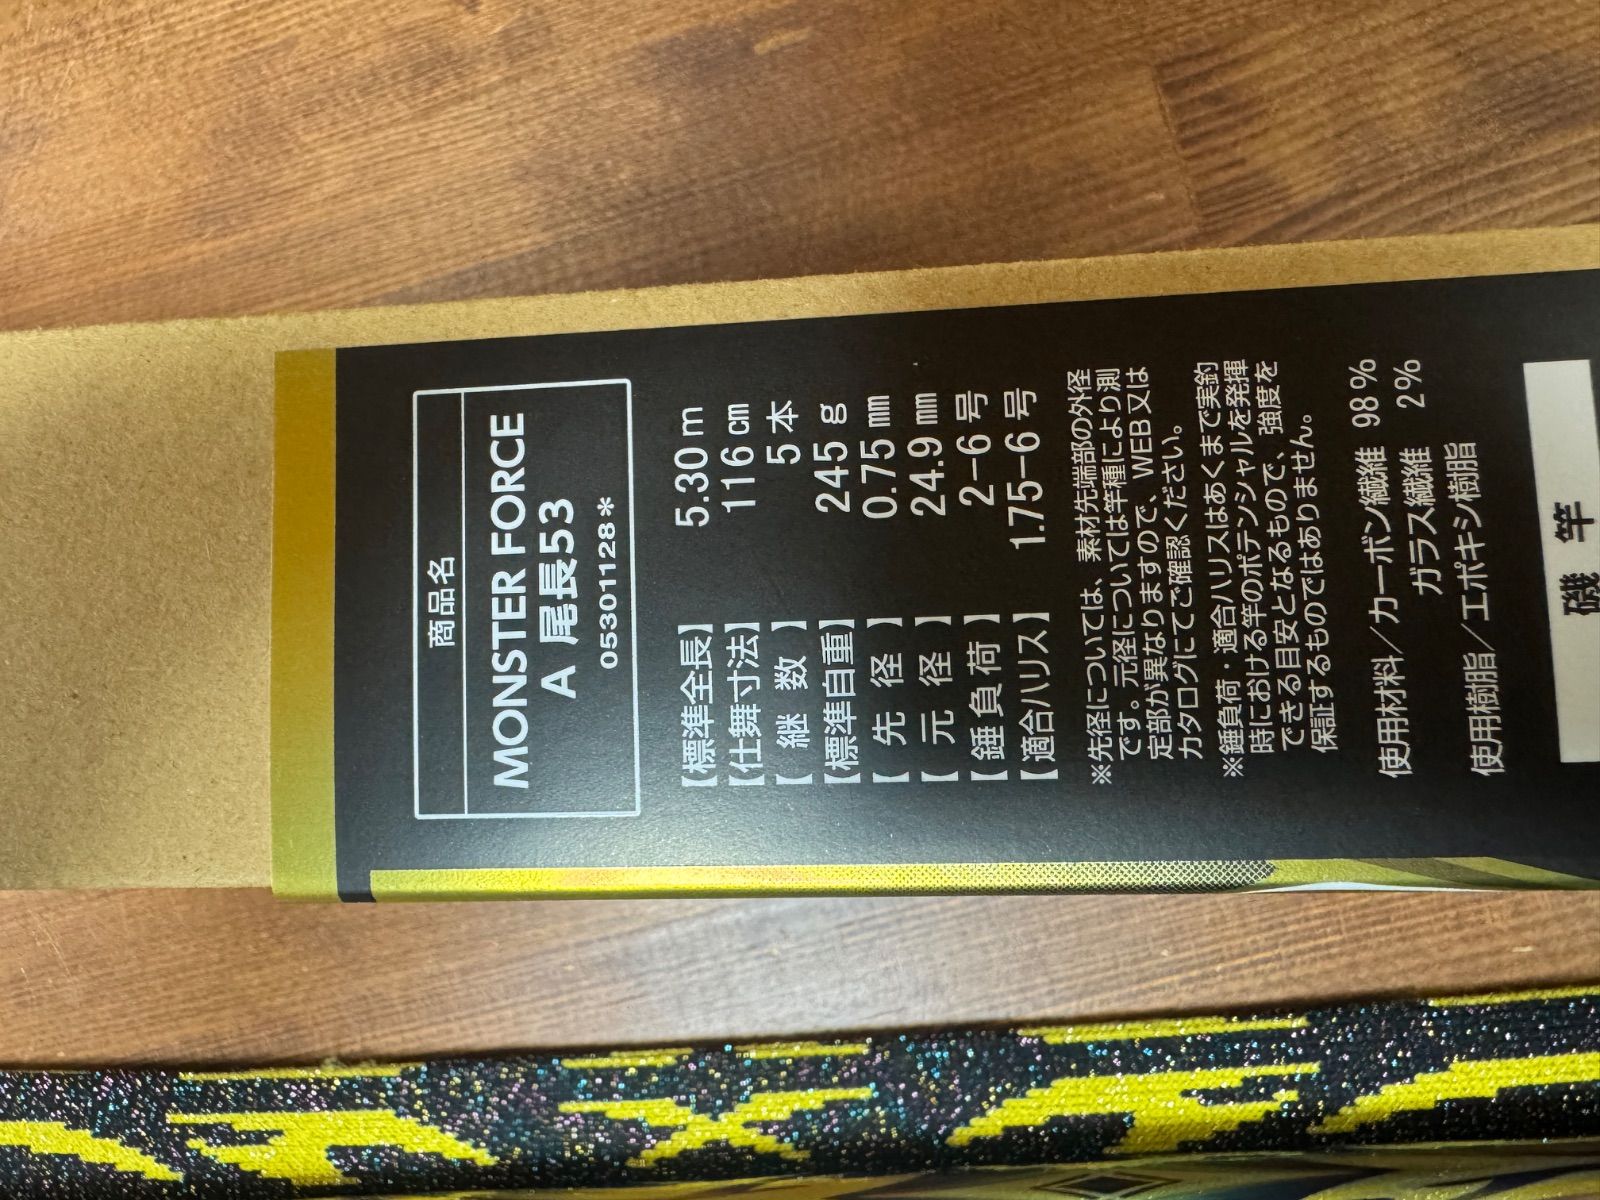 商品名
MONSTER FORCE
A 尾長53
05301128*
【標準全長】 5.30m
【仕舞寸法】 116cm
【継数】 5本
【標準自重】 245g
【先径】 0.75mm
【元径】 24.9mm
【錘負荷】 2-6号
【適合ハリス】 1.75-6号
※先径については、素材先端部の外径
です。元径については竿種により測
定部が異なりますので、WEB又は
カタログにてご確認ください。
※錘負荷・適合ハリスはあくまで実釣
時における竿のポテンシャルを発揮
できる目安となるもので、強度を
保証するものではありません。
使用材料/カーボン繊維 98%
ガラス繊維 2%
使用樹脂/エポキシ樹脂
磯 竿